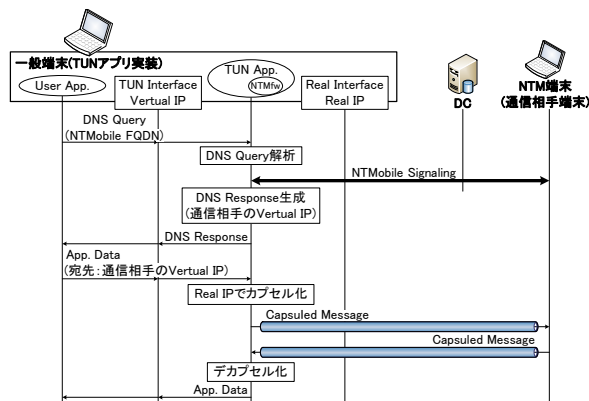 一般端末(TUNアプリ実装)
User App.
TUN Interface
Vertual IP
TUN App.
NTMfw
Real Interface
Real IP
DC
NTM端末
(通信相手端末)
DNS Query
(NTMobile FQDN)
DNS Query解析
NTMobile Signaling
DNS Response生成
(通信相手のVertual IP)
DNS Response
App. Data
(宛先:通信相手のVertual IP)
Real IPでカプセル化
Capsuled Message
Capsuled Message
デカプセル化
App. Data